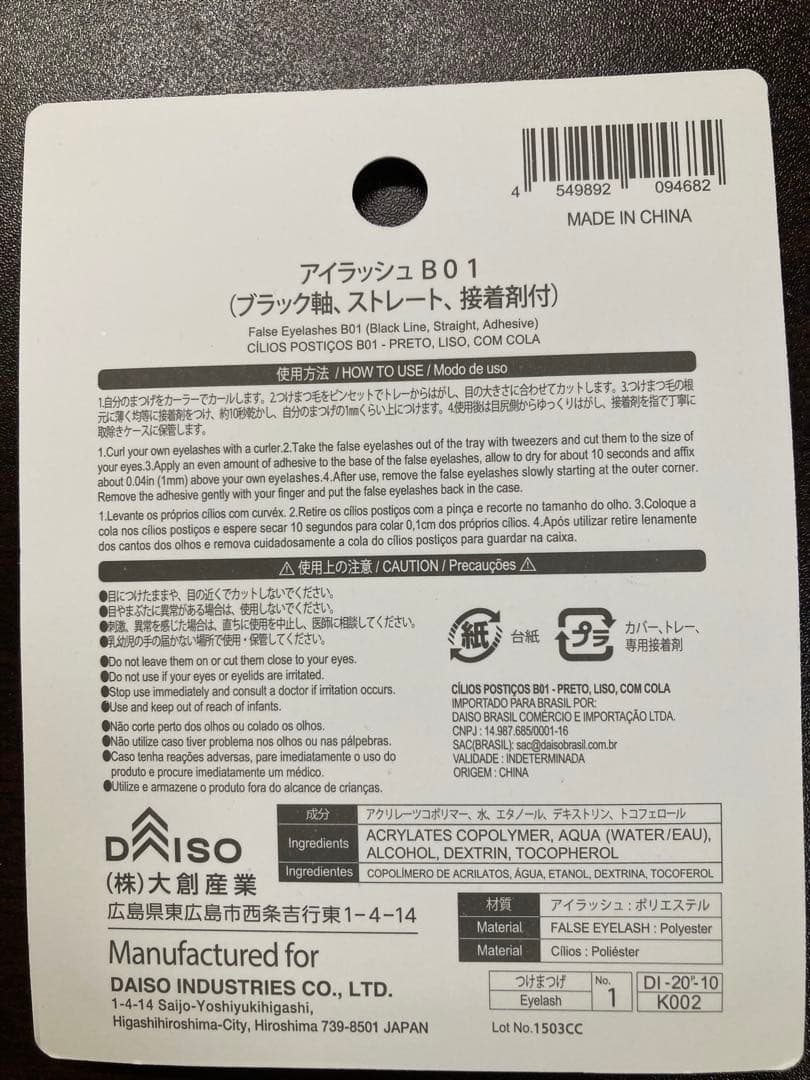 4 549892 094682
MADE IN CHINA
アイラッシュB01
(ブラック軸、ストレート、接着剤付)
False Eyelashes B01 (Black Line, Straight, Adhesive)
CÍLIOS POSTIÇOS B01 - PRETO, LISO, COM COLA
使用方法 / HOW TO USE / Modo de uso
1.自分のまつげをカーラーでカールします。2.つけまつ毛をピンセットでトレーからはがし、目の大きさに合わせてカットします。3.つけまつ毛の根
元に薄く均等に接着剤をつけ、約10秒乾かし、自分のまつげの1mmくらい上につけます。4.使用後は目尻側からゆっくりはがし、接着剤を指で丁寧に
取除きケースに保管します。
1.Curl your own eyelashes with a curler.2.Take the false eyelashes out of the tray with tweezers and cut them to the size of
your eyes.3.Apply an even amount of adhesive to the base of the false eyelashes, allow to dry for about 10 seconds and affix
about 0.04in (1mm) above your own eyelashes.4.After use, remove the false eyelashes slowly starting at the outer corner.
Remove the adhesive gently with your finger and put the false eyelashes back in the case.
1.Levante os próprios cílios com curvéx. 2.Retire os cílios postiços com a pinça e recorte no tamanho do olho. 3.Coloque a
cola nos cílios postiços e espere secar 10 segundos para colar 0,1cm dos próprios cílios. 4.Após utilizar retire lenamente
dos cantos dos olhos e remova cuidadosamente a cola do cílios postiços para guardar na caixa.
⚠ 使用上の注意 / CAUTION / Precauções ⚠
●目につけたままや、目の近くでカットしないでください。
●目やまぶたに異常がある場合は、使用しないでください。
●刺激、異常を感じた場合は、直ちに使用を中止し、医師に相談してください。
●乳幼児の手の届かない場所で使用・保管してください。
●Do not leave them on or cut them close to your eyes.
●Do not use if your eyes or eyelids are irritated.
●Stop use immediately and consult a doctor if irritation occurs.
●Use and keep out of reach of infants.
●Não corte perto dos olhos ou colado os olhos.
●Não utilize caso tiver problema nos olhos ou nas pálpebras.
●Caso tenha reações adversas, pare imediatamente o uso do
produto e procure imediatamente um médico.
●Utilize e armazene o produto fora do alcance de crianças.
紙 台紙
プラ カバー、トレー、
専用接着剤
CÍLIOS POSTIÇOS B01 - PRETO, LISO, COM COLA
IMPORTADO PARA BRASIL POR:
DAISO BRASIL COMÉRCIO E IMPORTAÇÃO LTDA.
CNPJ : 14.987.685/0001-16
SAC(BRASIL): sac@daisobrasil.com.br
VALIDADE : INDETERMINADA
ORIGEM : CHINA
DAISO
(株)大創産業
広島県東広島市西条吉行東1-4-14
Manufactured for
DAISO INDUSTRIES CO., LTD.
1-4-14 Saijo-Yoshiyukihigashi,
Higashihiroshima-City, Hiroshima 739-8501 JAPAN
成分 アクリレーツコポリマー、水、エタノール、デキストリン、トコフェロール
Ingredients ACRYLATES COPOLYMER, AQUA (WATER/EAU),
ALCOHOL, DEXTRIN, TOCOPHEROL
Ingredientes COPOLÍMERO DE ACRILATOS, ÁGUA, ETANOL, DEXTRINA, TOCOFEROL
材質 アイラッシュ：ポリエステル
Material FALSE EYELASH : Polyester
Material Cílios : Poliéster
つけまつげ
Eyelash
No.
1
DI-20"-10
K002
Lot No.1503CC